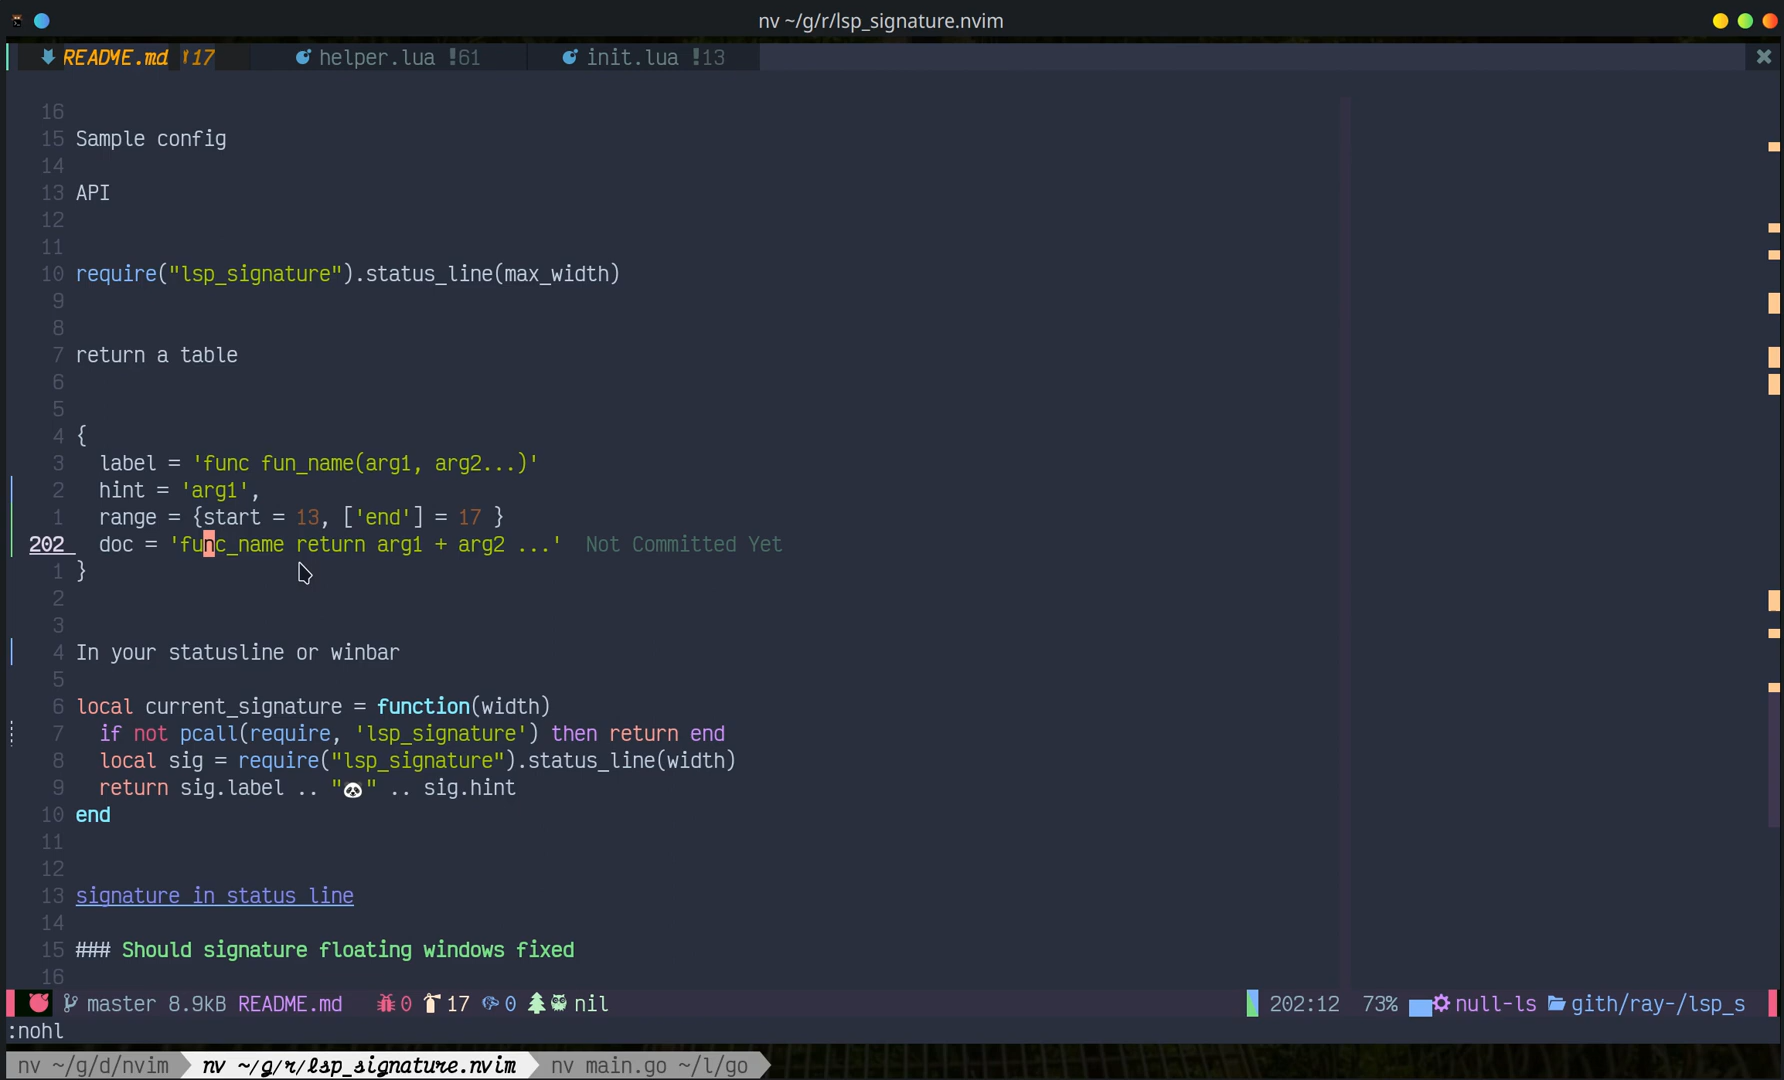 nv ~/g/r/lsp_signature.nvim
README.md 17 helper.lua !61 init.lua !13
16
15 Sample config
14
13 API
12
11
10 require("lsp_signature").status_line(max_width)
9
8
7 return a table
6
5
4 {
3 label = 'func fun_name(arg1, arg2...)'
2 hint = 'arg1',
1 range = {start = 13, ['end'] = 17 }
202 doc = 'func_name return arg1 + arg2 ...' Not Committed Yet
1 }
2
3
4 In your statusline or winbar
5
6 local current_signature = function(width)
7 if not pcall(require, 'lsp_signature') then return end
8 local sig = require("lsp_signature").status_line(width)
9 return sig.label .. "🐼" .. sig.hint
10 end
11
12
13 signature in status line
14
15 ### Should signature floating windows fixed
16
master 8.9kB README.md 0 17 0 nil 202:12 73% null-ls gith/ray-/lsp_s
:nohl
nv ~/g/d/nvim nv ~/g/r/lsp_signature.nvim nv main.go ~/l/go